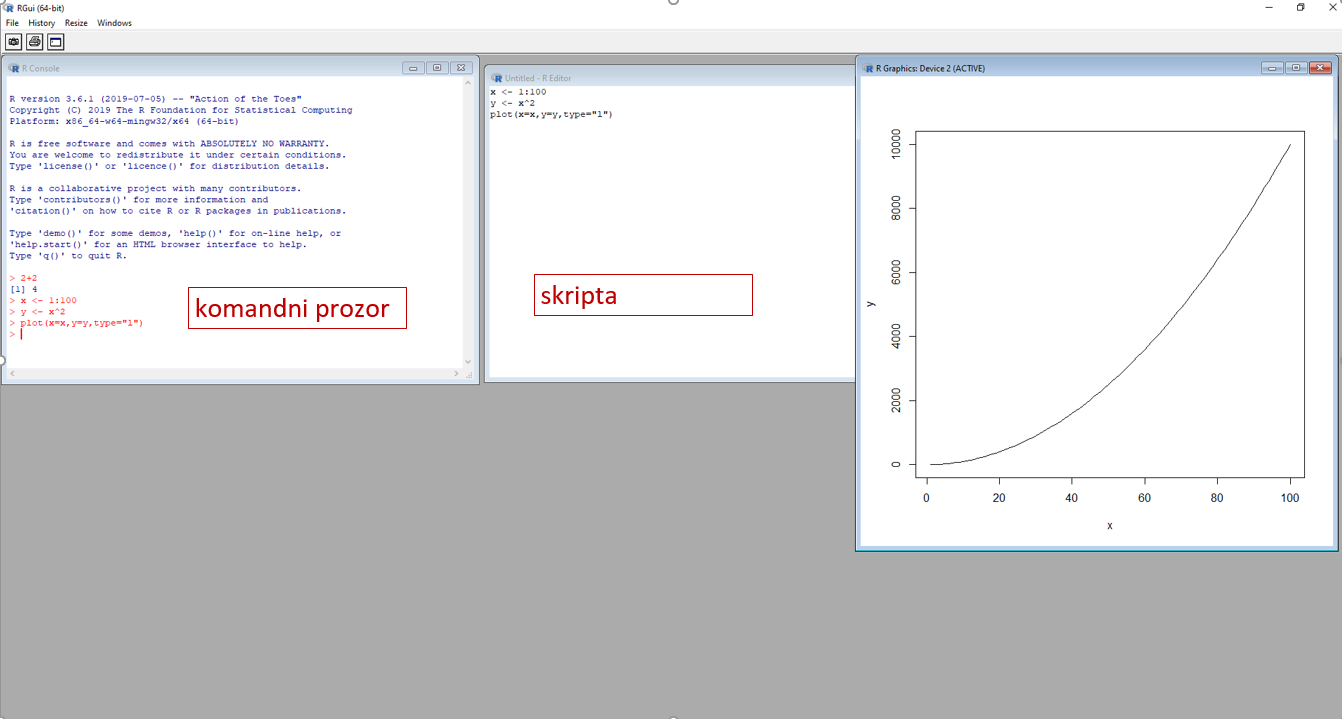 RGui (64-bit)
File History Resize Windows
R Console
R version 3.6.1 (2019-07-05) -- "Action of the Toes"
Copyright (C) 2019 The R Foundation for Statistical Computing
Platform: x86_64-w64-mingw32/x64 (64-bit)
R is free software and comes with ABSOLUTELY NO WARRANTY.
You are welcome to redistribute it under certain conditions.
Type 'license()' or 'licence()' for distribution details.
R is a collaborative project with many contributors.
Type 'contributors()' for more information and
'citation()' on how to cite R or R packages in publications.
Type 'demo()' for some demos, 'help()' for on-line help, or
'help.start()' for an HTML browser interface to help.
Type 'q()' to quit R.
> 2+2
[1] 4
> x <- 1:100
> y <- x^2
> plot(x=x,y=y,type="l")
>
komandni prozor
Untitled - R Editor
x <- 1:100
y <- x^2
plot(x=x,y=y,type="l")
skripta
R Graphics: Device 2 (ACTIVE)
10000
8000
6000
4000
2000
0
y
0 20 40 60 80 100
x